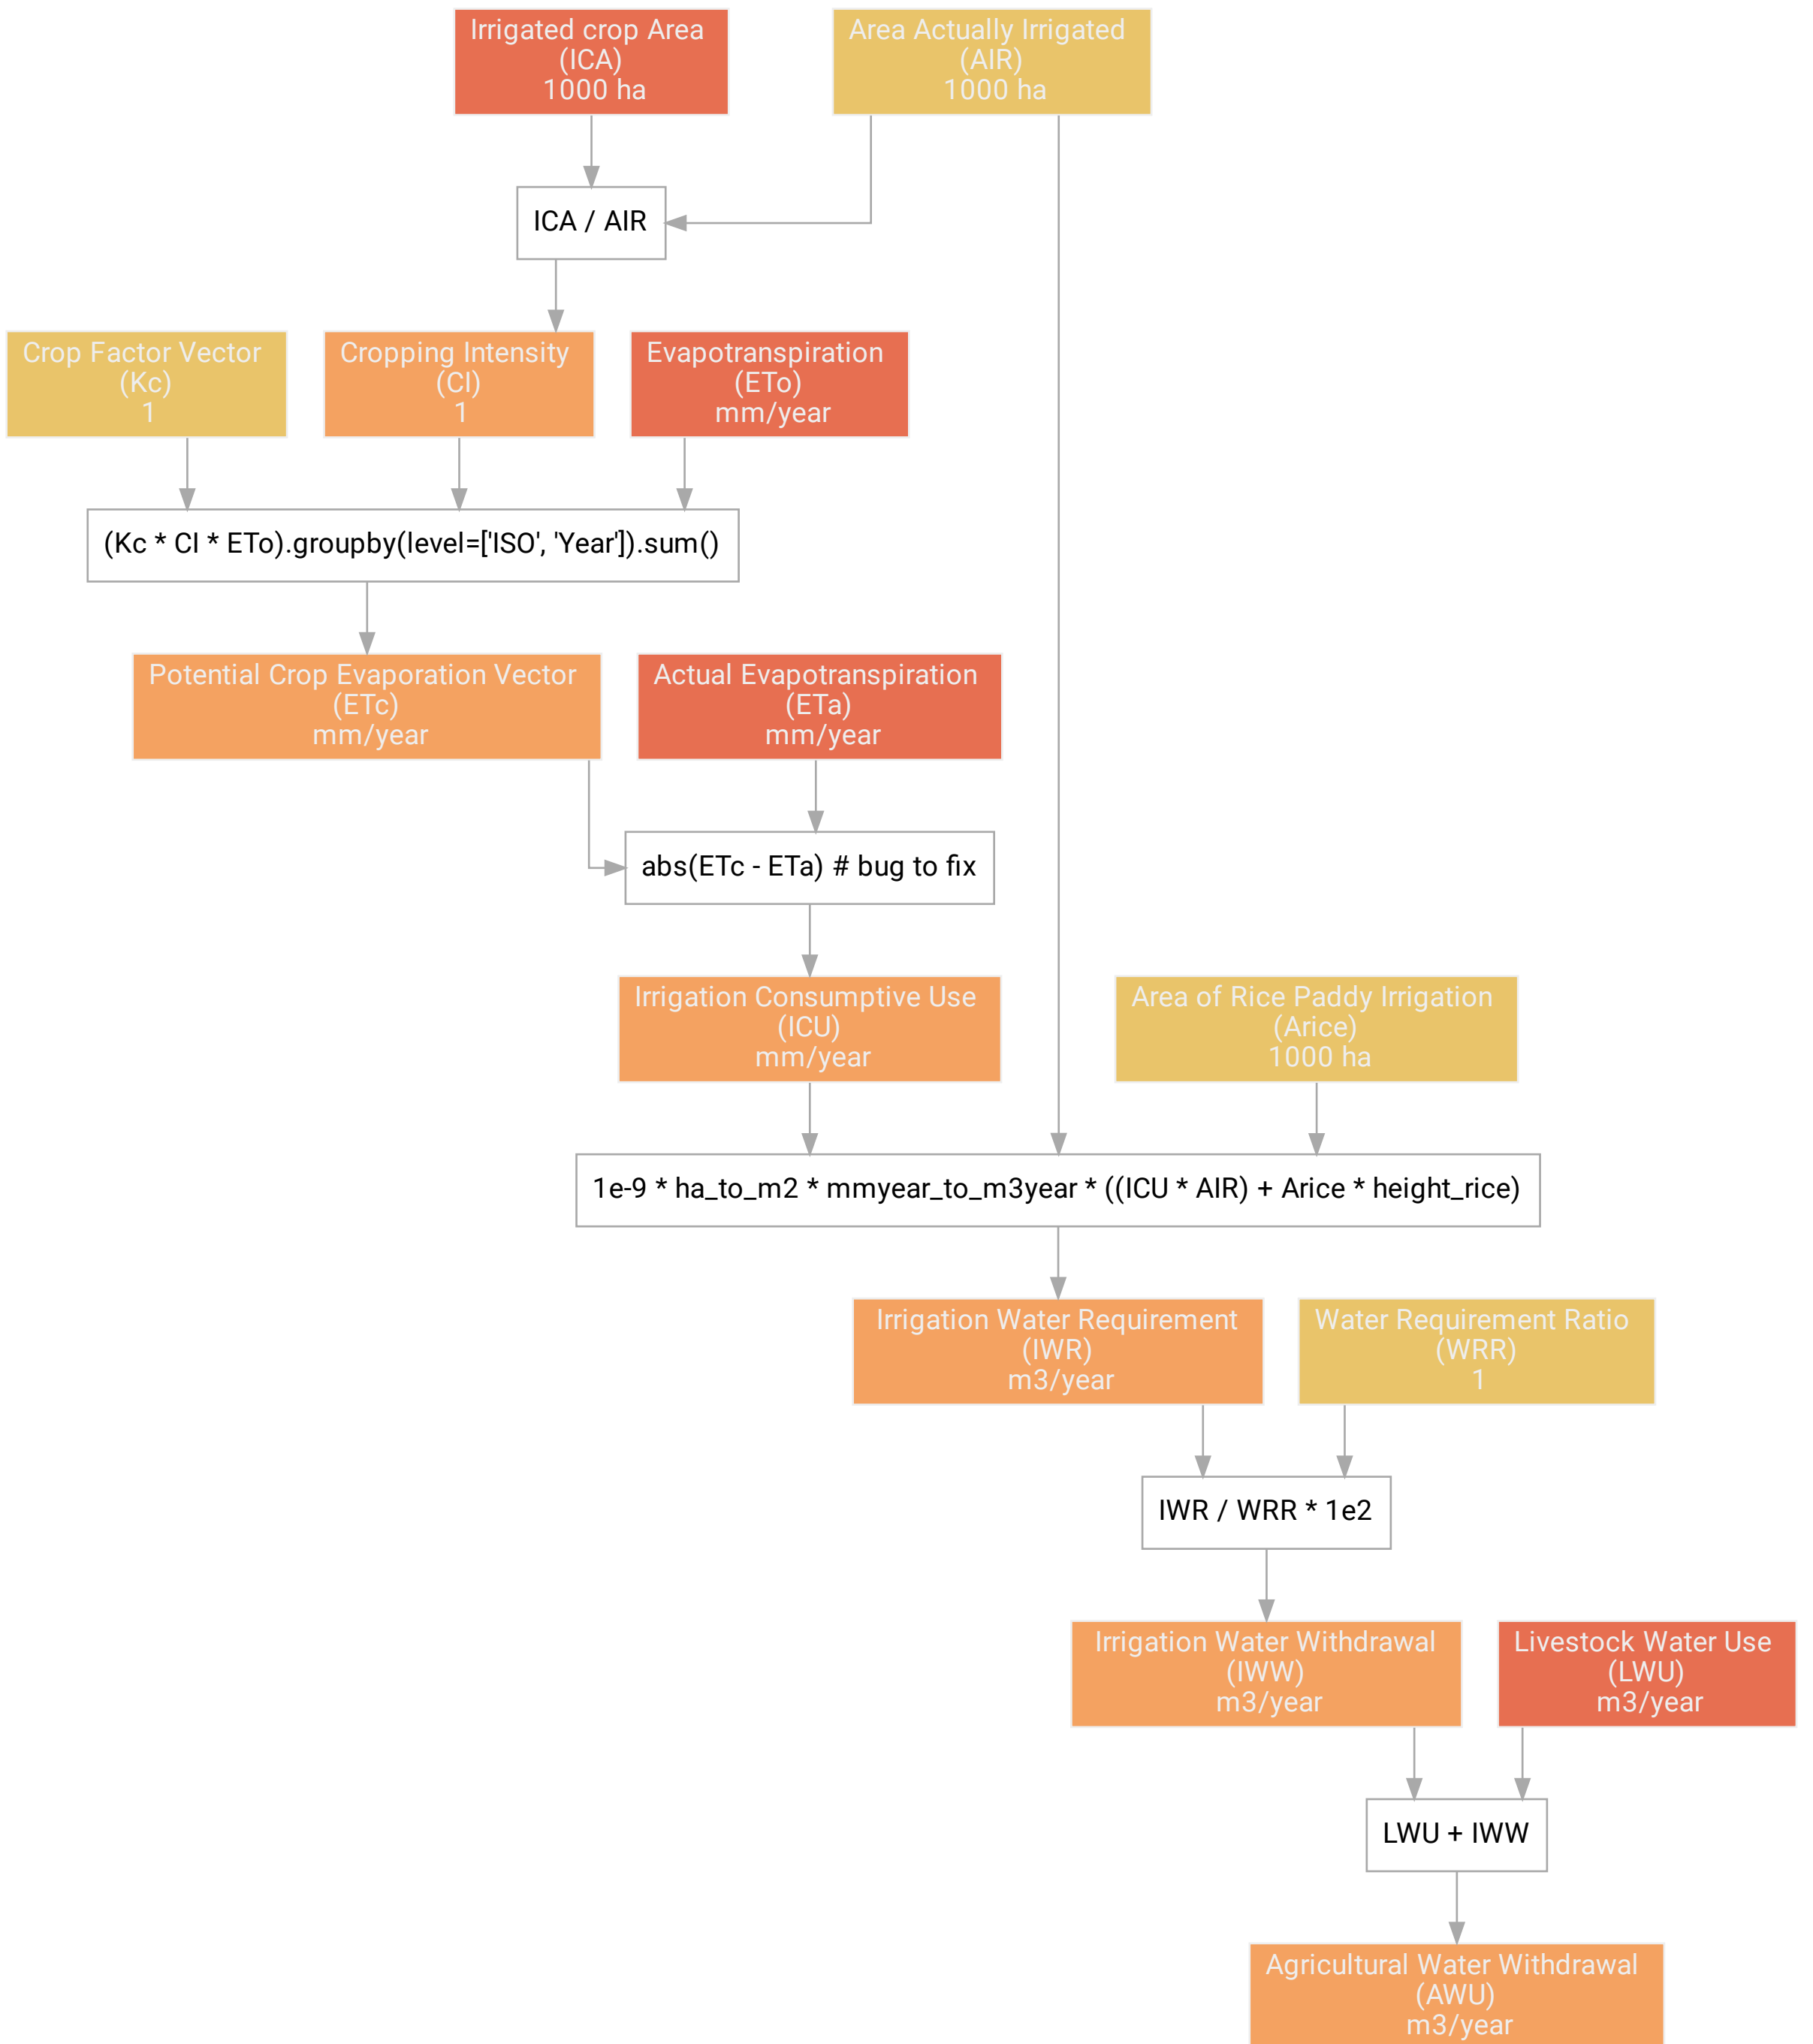 Irrigated crop Area
(ICA)
1000 ha
Area Actually Irrigated
(AIR)
1000 ha
ICA / AIR
Crop Factor Vector
(Kc)
1
Cropping Intensity
(CI)
1
Evapotranspiration
(ETo)
mm/year
(Kc * CI * ETo).groupby(level=['ISO', 'Year']).sum()
Potential Crop Evaporation Vector
(ETc)
mm/year
Actual Evapotranspiration
(ETa)
mm/year
abs(ETc - ETa) # bug to fix
Irrigation Consumptive Use
(ICU)
mm/year
Area of Rice Paddy Irrigation
(Arice)
1000 ha
1e-9 * ha_to_m2 * mmyear_to_m3year * ((ICU * AIR) + Arice * height_rice)
Irrigation Water Requirement
(IWR)
m3/year
Water Requirement Ratio
(WRR)
1
IWR / WRR * 1e2
Irrigation Water Withdrawal
(IWW)
m3/year
Livestock Water Use
(LWU)
m3/year
LWU + IWW
Agricultural Water Withdrawal
(AWU)
m3/year